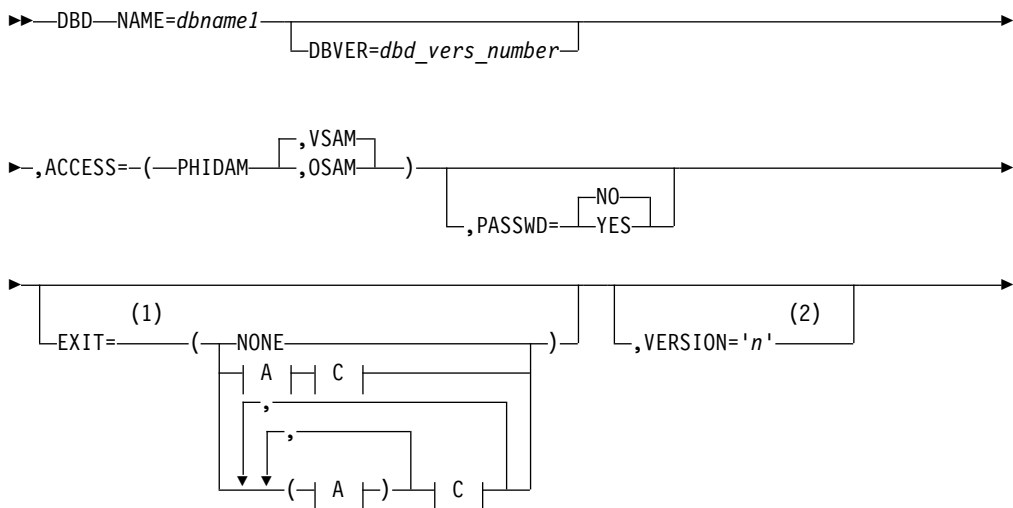 DBD NAME=dbname1
DBVER=dbd_vers_number
,VSAM
,ACCESS= ( PHIDAM ,OSAM )
NO
,PASSWD= YES
(1)
EXIT= ( NONE )
A C
,
,
( A ) C
(2)
,VERSION='n'